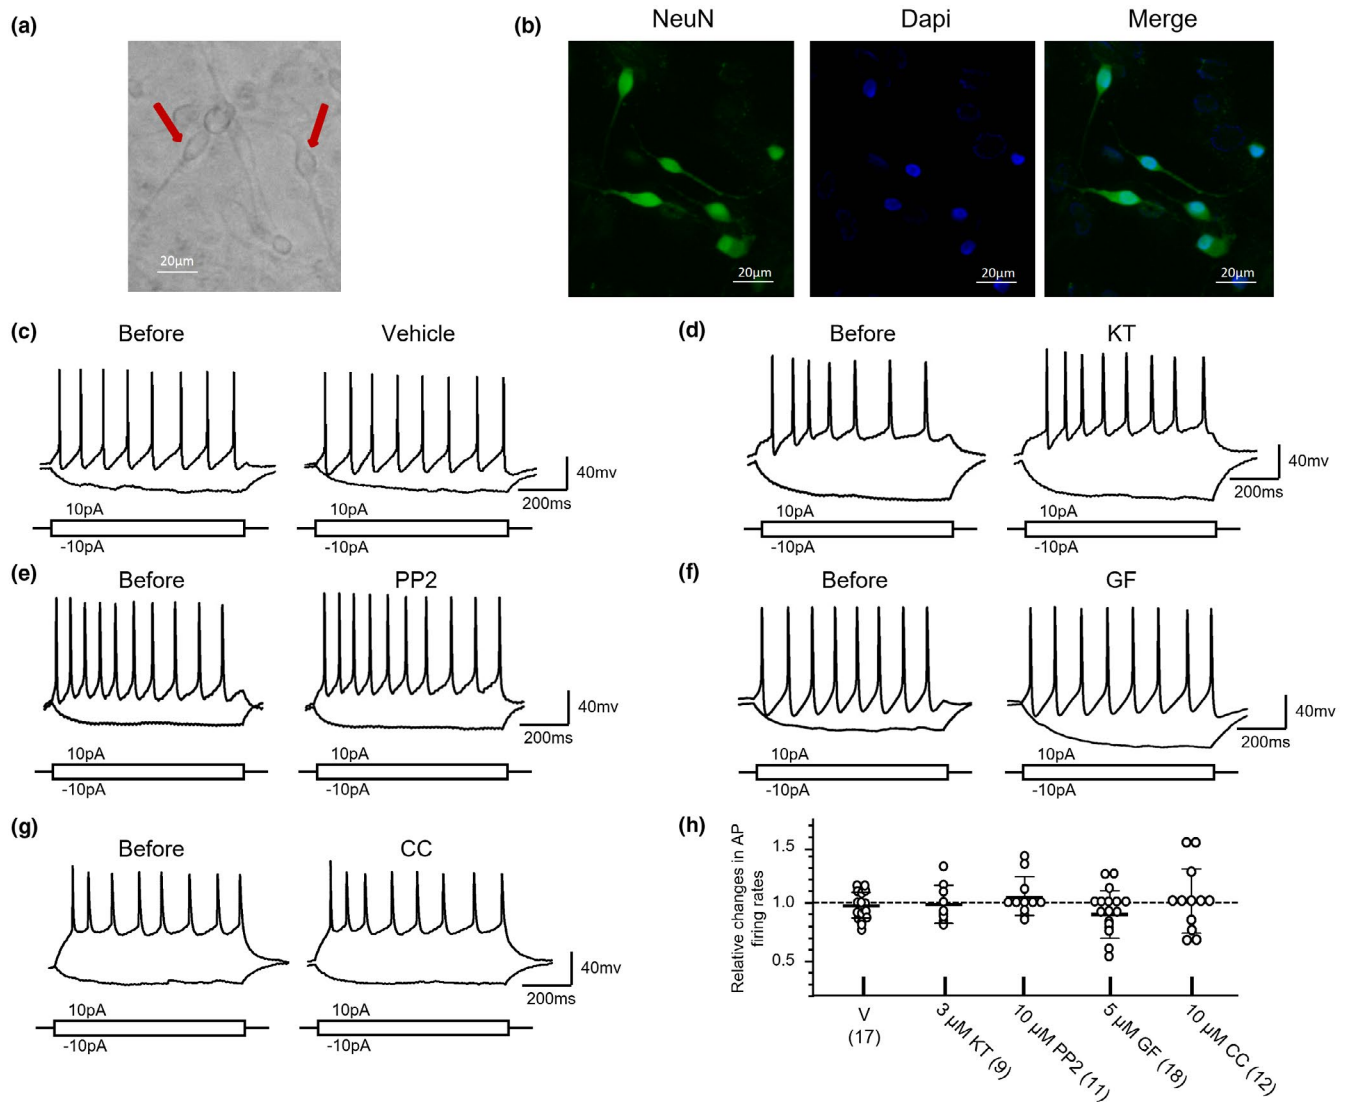 (a)
20µm
(b)
NeuN
Dapi
Merge
20µm
20µm
20µm
(c)
Before
Vehicle
40mv
200ms
10pA
-10pA
10pA
-10pA
(d)
Before
KT
40mv
200ms
10pA
-10pA
10pA
-10pA
(e)
Before
PP2
40mv
200ms
10pA
-10pA
10pA
-10pA
(f)
Before
GF
40mv
200ms
10pA
-10pA
10pA
-10pA
(g)
Before
CC
40mv
200ms
10pA
-10pA
10pA
-10pA
(h)
Relative changes in AP
firing rates
1.5
1.0
0.5
V
(17)
3 µM KT (9)
10 µM PP2 (11)
5 µM GF (18)
10 µM CC (12)